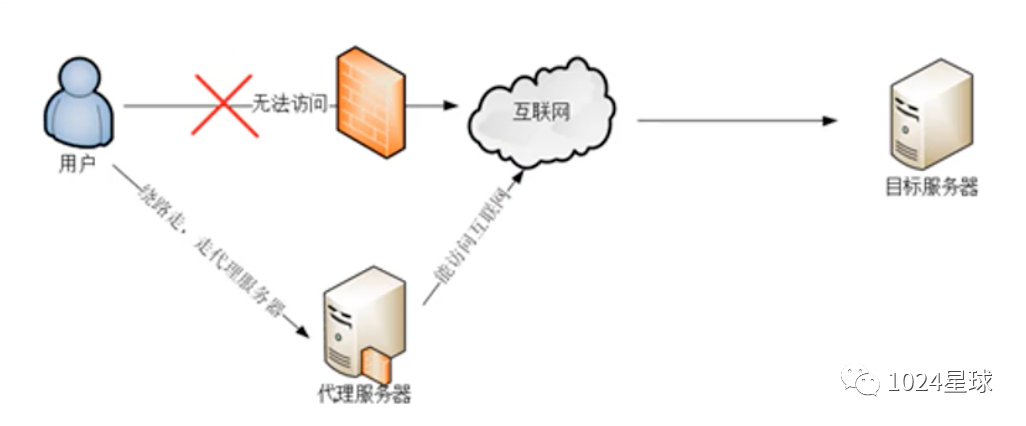 无法访问
互联网
用户
目标服务器
绕路走，走代理服务器
能访问互联网
代理服务器
1024星球